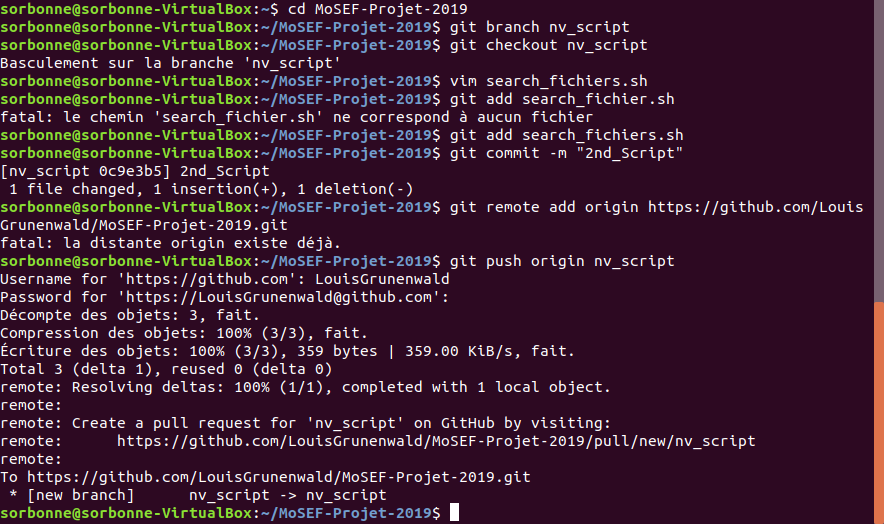 sorbonne@sorbonne-VirtualBox:~$ cd MoSEF-Projet-2019
sorbonne@sorbonne-VirtualBox:~/MoSEF-Projet-2019$ git branch nv_script
sorbonne@sorbonne-VirtualBox:~/MoSEF-Projet-2019$ git checkout nv_script
Basculement sur la branche 'nv_script'
sorbonne@sorbonne-VirtualBox:~/MoSEF-Projet-2019$ vim search_fichiers.sh
sorbonne@sorbonne-VirtualBox:~/MoSEF-Projet-2019$ git add search_fichier.sh
fatal: le chemin 'search_fichier.sh' ne correspond à aucun fichier
sorbonne@sorbonne-VirtualBox:~/MoSEF-Projet-2019$ git add search_fichiers.sh
sorbonne@sorbonne-VirtualBox:~/MoSEF-Projet-2019$ git commit -m "2nd_Script"
[nv_script 0c9e3b5] 2nd_Script
 1 file changed, 1 insertion(+), 1 deletion(-)
sorbonne@sorbonne-VirtualBox:~/MoSEF-Projet-2019$ git remote add origin https://github.com/Louis
Grunenwald/MoSEF-Projet-2019.git
fatal: la distante origin existe déjà.
sorbonne@sorbonne-VirtualBox:~/MoSEF-Projet-2019$ git push origin nv_script
Username for 'https://github.com': LouisGrunenwald
Password for 'https://LouisGrunenwald@github.com':
Décompte des objets: 3, fait.
Compression des objets: 100% (3/3), fait.
Écriture des objets: 100% (3/3), 359 bytes | 359.00 KiB/s, fait.
Total 3 (delta 1), reused 0 (delta 0)
remote: Resolving deltas: 100% (1/1), completed with 1 local object.
remote:
remote: Create a pull request for 'nv_script' on GitHub by visiting:
remote:      https://github.com/LouisGrunenwald/MoSEF-Projet-2019/pull/new/nv_script
remote:
To https://github.com/LouisGrunenwald/MoSEF-Projet-2019.git
 * [new branch]      nv_script -> nv_script
sorbonne@sorbonne-VirtualBox:~/MoSEF-Projet-2019$